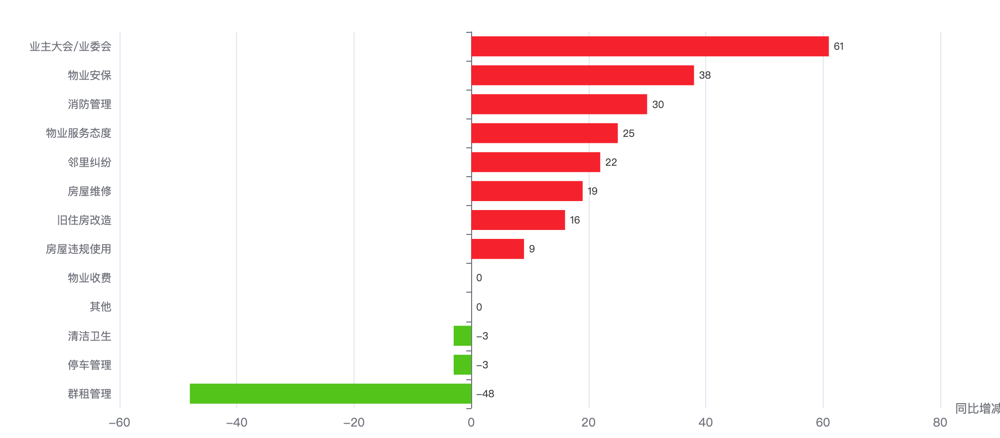 业主大会/业委会 61
物业安保 38
消防管理 30
物业服务态度 25
邻里纠纷 22
房屋维修 19
旧住房改造 16
房屋违规使用 9
物业收费 0
其他 0
清洁卫生 -3
停车管理 -3
群租管理 -48
同比增减
-60 -40 -20 0 20 40 60 80